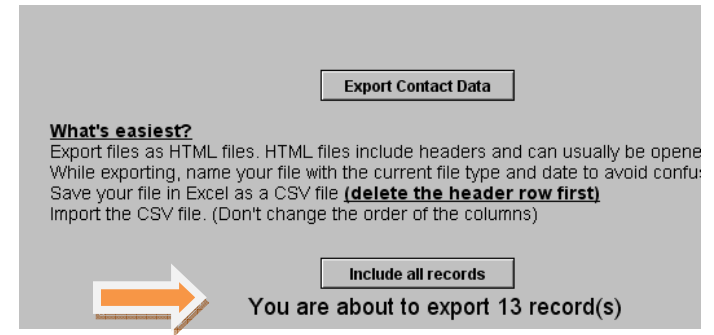 Export Contact Data
What's easiest?
Export files as HTML files. HTML files include headers and can usually be
While exporting, name your file with the current file type and date to avoid
Save your file in Excel as a CSV file (delete the header row first)
Import the CSV file. (Don't change the order of the columns)
Include all records
You are about to export 13 record(s)